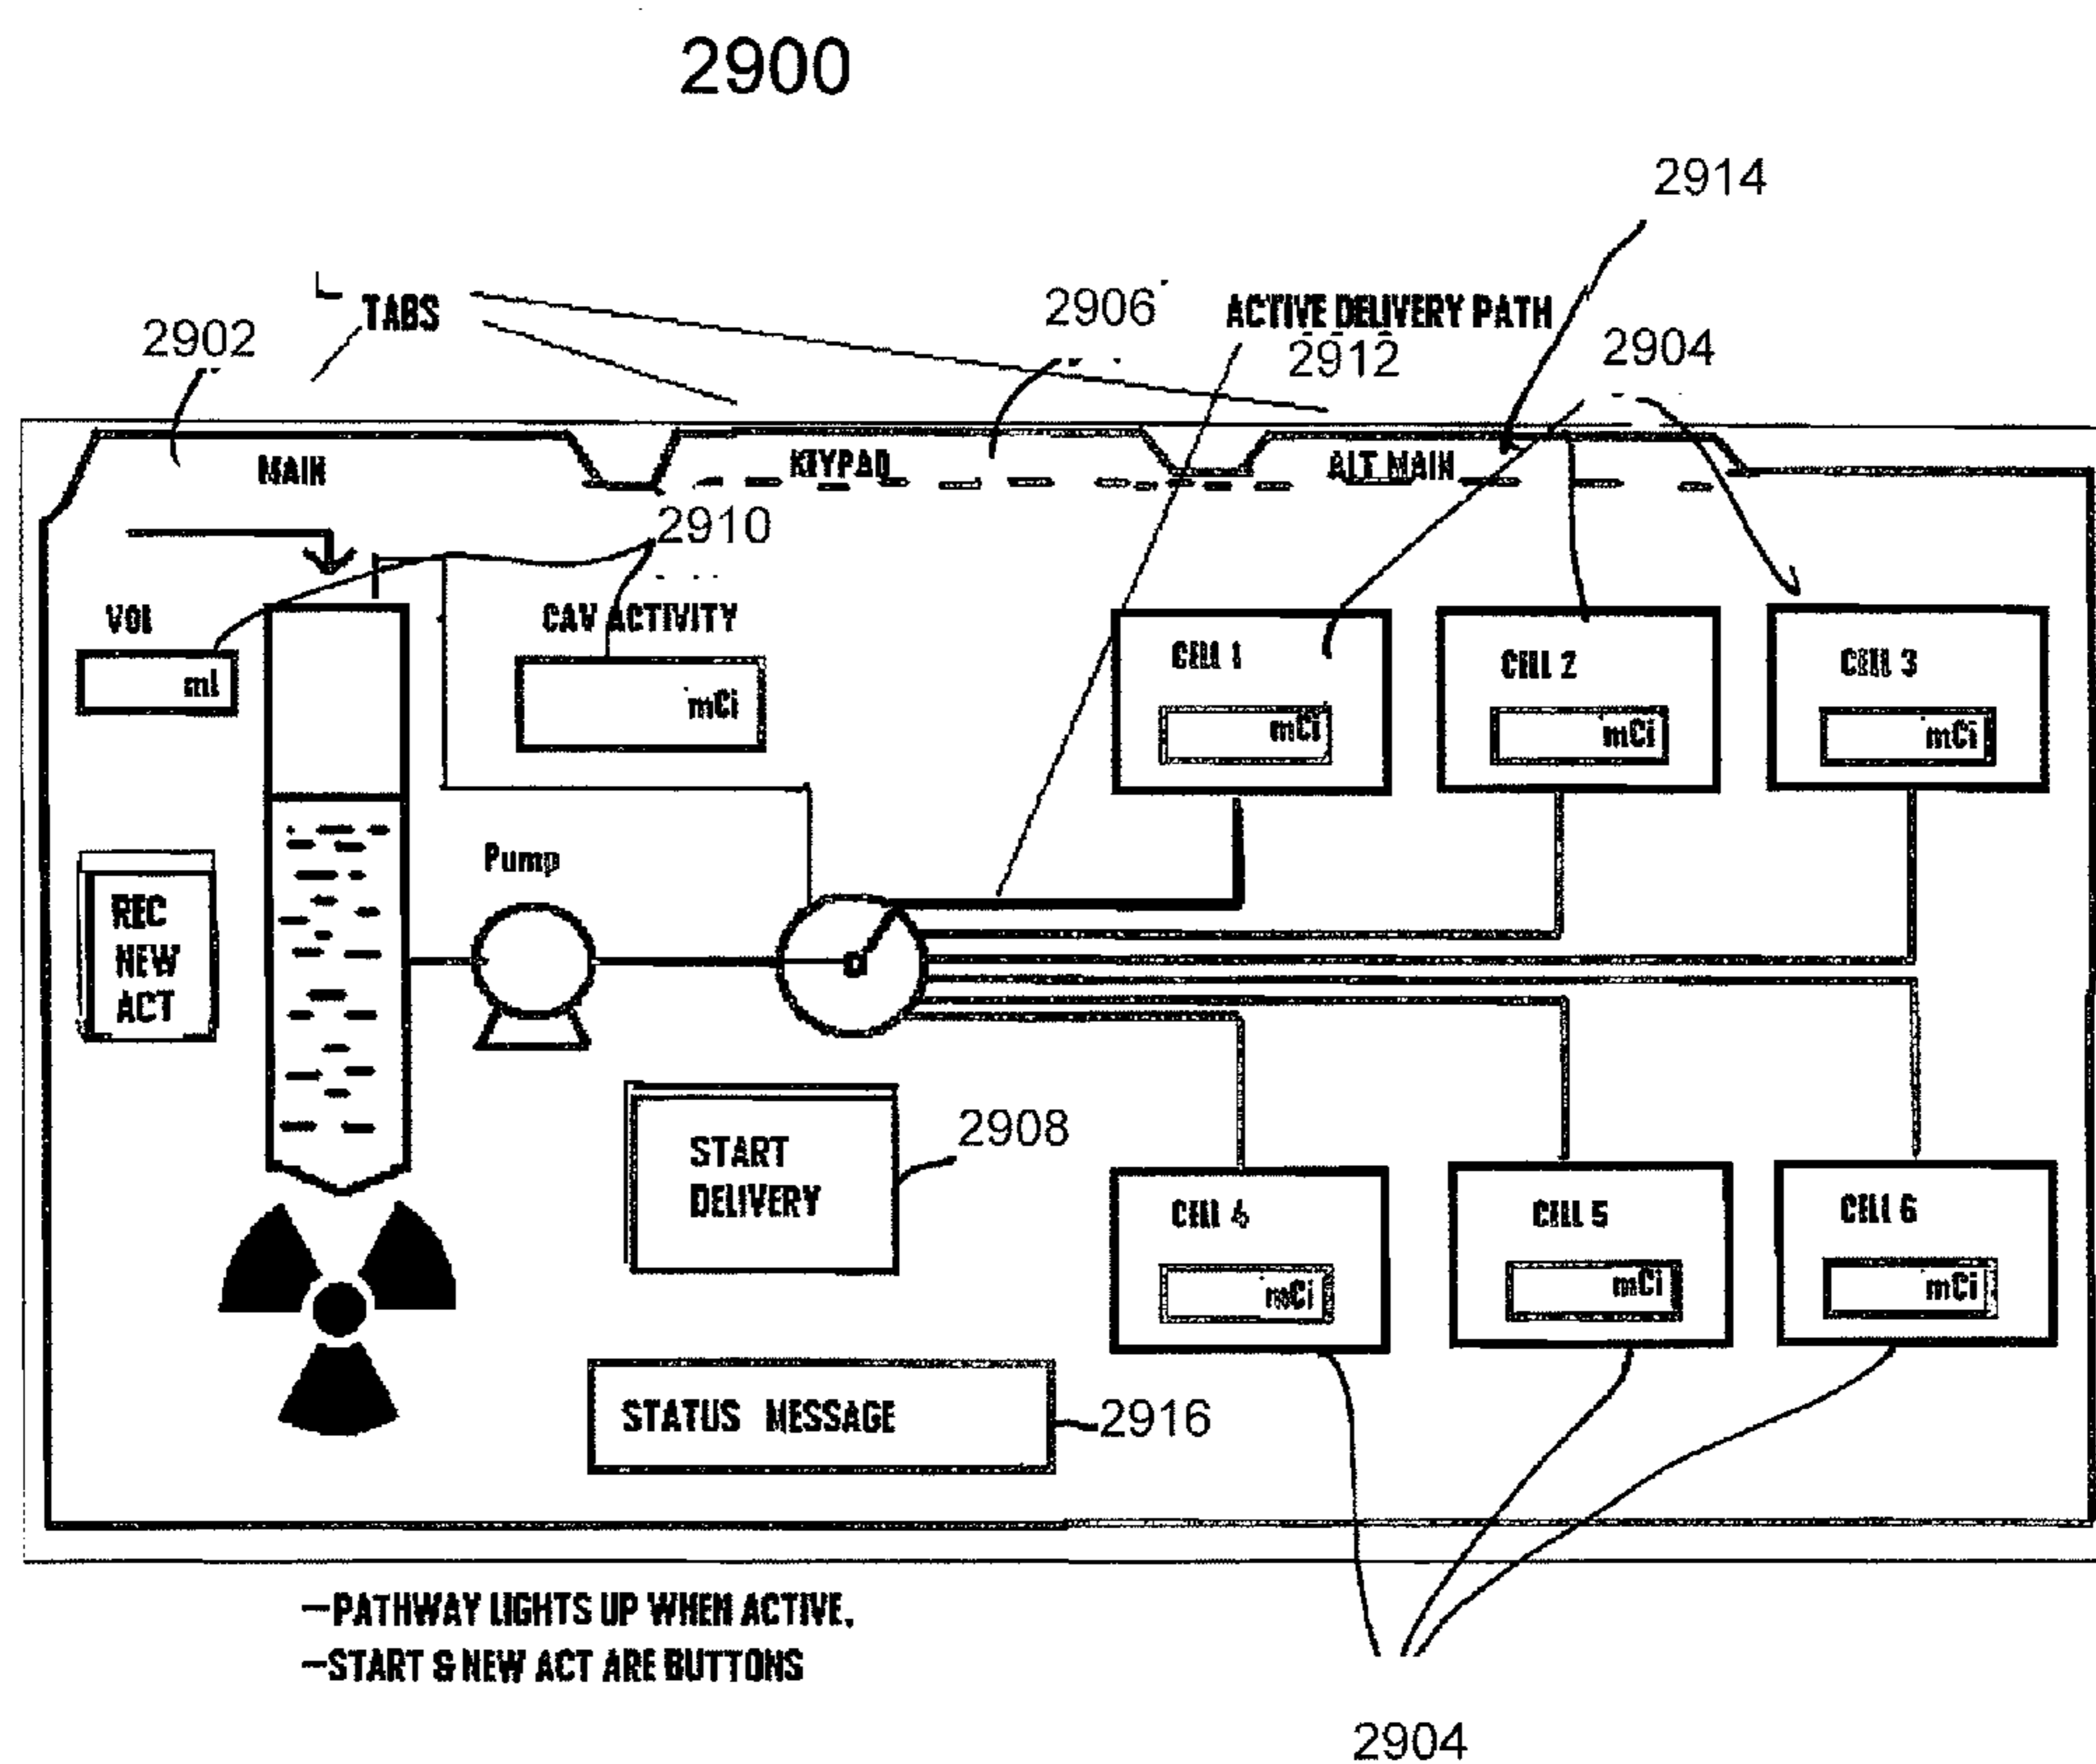 2900
2914
TABS
2906
ACTIVE DELIVERY PATH
2902
2912
2904
MAIN
KEYPAD
ALT MAIN
2910
VOL
CAV ACTIVITY
ml
mCi
CELL 1
mCi
CELL 2
mCi
CELL 3
mCi
Pump
REC
NEW
ACT
START
DELIVERY
2908
CELL 4
mCi
CELL 5
mCi
CELL 6
mCi
STATUS MESSAGE
2916
—PATHWAY LIGHTS UP WHEN ACTIVE.
—START & NEW ACT ARE BUTTONS
2904